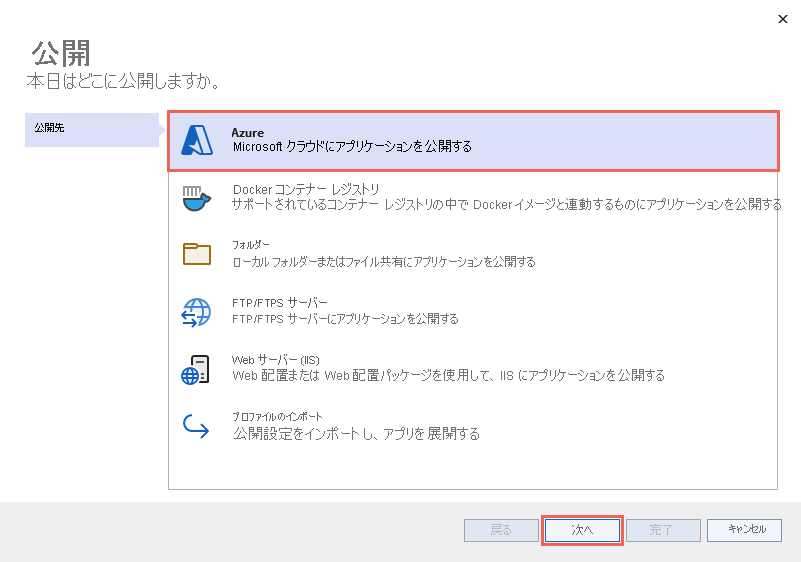 公開
本日はどこに公開しますか。
公開先
Azure
Microsoft クラウドにアプリケーションを公開する
Docker コンテナー レジストリ
サポートされているコンテナー レジストリの中で Docker イメージと連動するものにアプリケーションを公開する
フォルダー
ローカル フォルダーまたはファイル共有にアプリケーションを公開する
FTP/FTPS サーバー
FTP/FTPS サーバーにアプリケーションを公開する
Web サーバー (IIS)
Web 配置または Web 配置パッケージを使用して、IIS にアプリケーションを公開する
プロファイルのインポート
公開設定をインポートし、アプリを展開する
戻る
次へ
完了
キャンセル